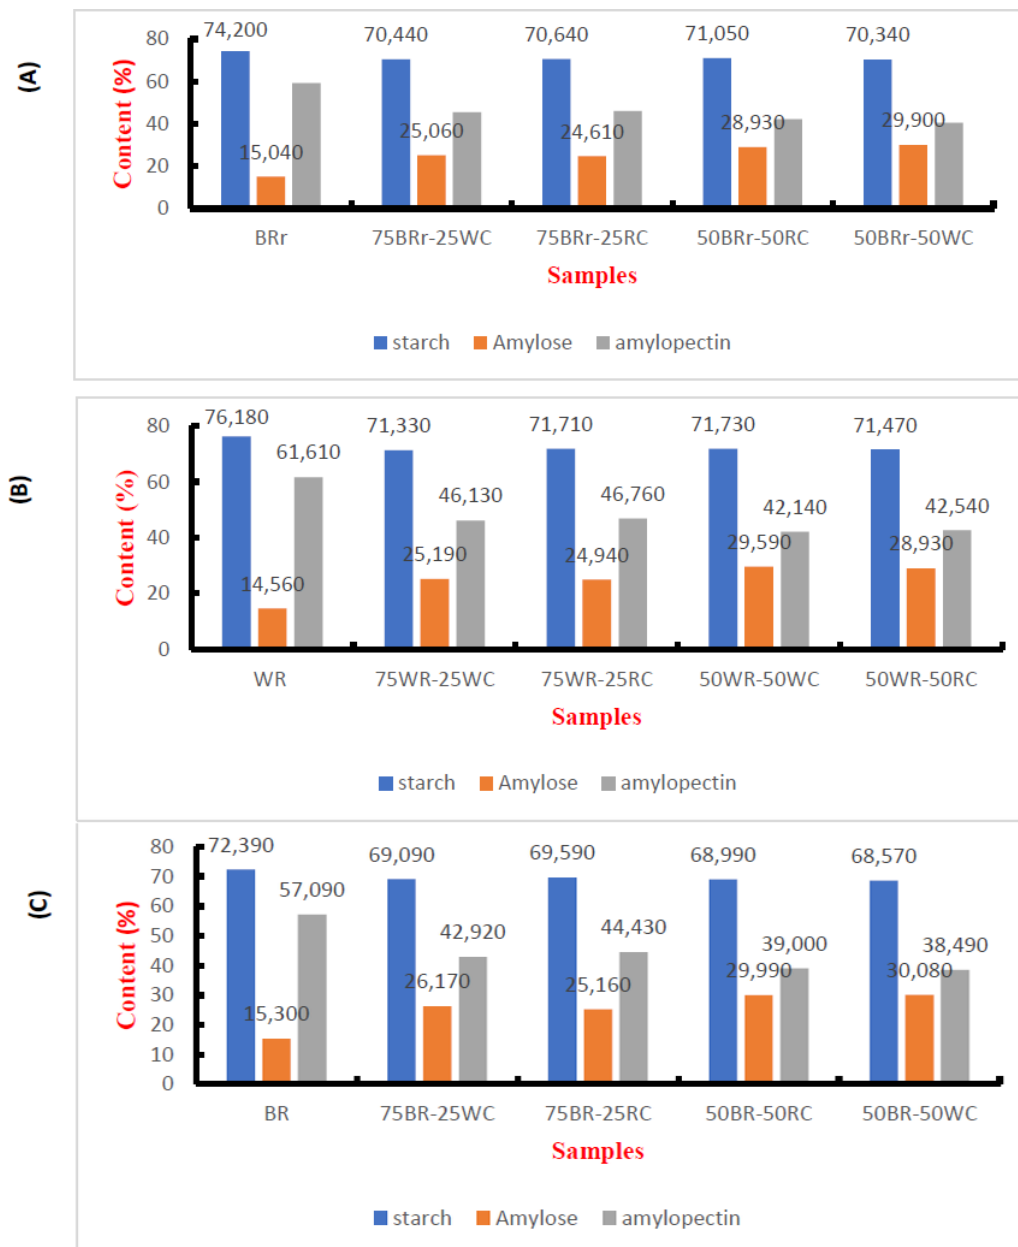 (A)
Content (%)
80
60
40
20
0
74,200
70,440
70,640
71,050
70,340
15,040
25,060
24,610
28,930
29,900
BRr
75BRr-25WC
75BRr-25RC
50BRr-50RC
50BRr-50WC
Samples
starch Amylose amylopectin
(B)
Content (%)
80
60
40
20
0
76,180
71,330
71,710
71,730
71,470
61,610
46,130
46,760
42,140
42,540
14,560
25,190
24,940
29,590
28,930
WR
75WR-25WC
75WR-25RC
50WR-50WC
50WR-50RC
Samples
starch Amylose amylopectin
(C)
Content (%)
80
70
60
50
40
30
20
10
0
72,390
69,090
69,590
68,990
68,570
57,090
42,920
44,430
39,000
38,490
15,300
26,170
25,160
29,990
30,080
BR
75BR-25WC
75BR-25RC
50BR-50RC
50BR-50WC
Samples
starch Amylose amylopectin